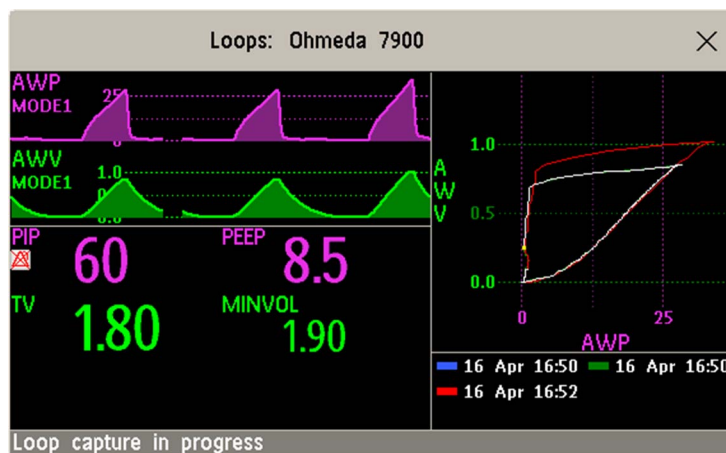 Loops: Ohmeda 7900
AWP
MODE1
25
0
AWV
MODE1
1.0
0.0
PIP
60
PEEP
8.5
TV
1.80
MINVOL
1.90
A
W
V
1.0
0.5
0.0
0
25
AWP
16 Apr 16:50
16 Apr 16:50
16 Apr 16:52
Loop capture in progress